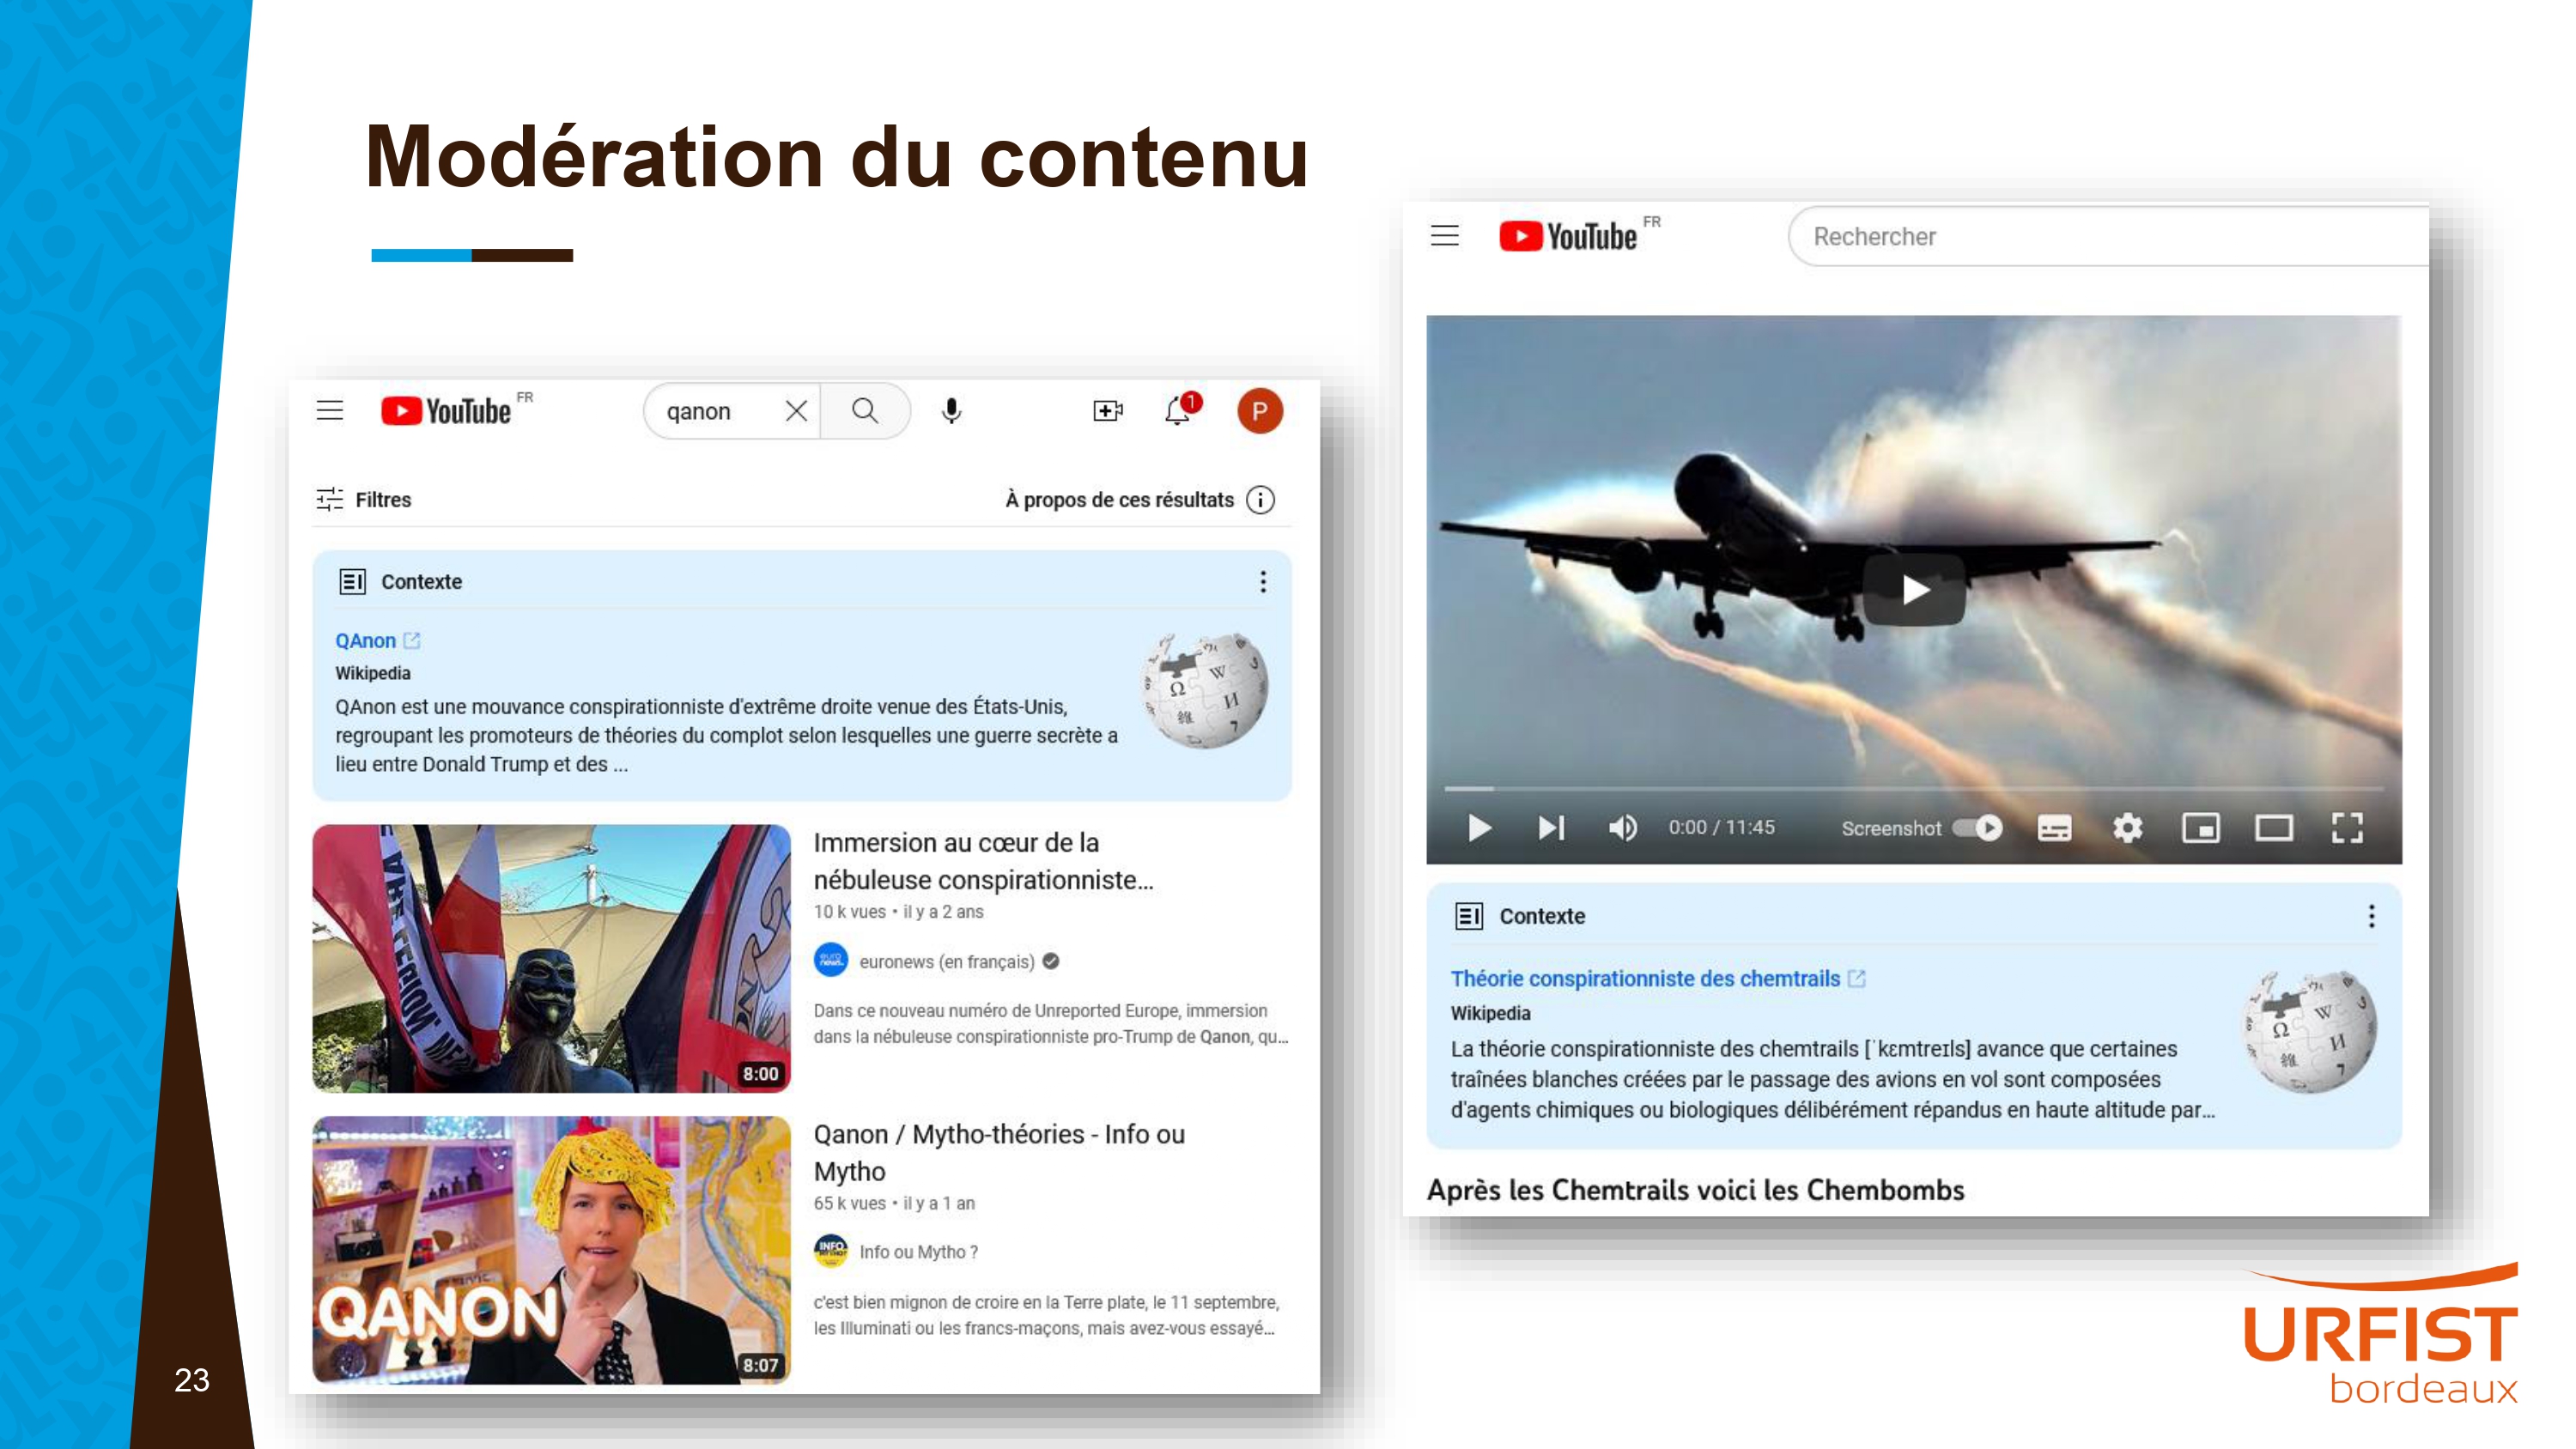 Modération du contenu
YouTube FR
qanon
1
P
Filtres
À propos de ces résultats
Contexte
QAnon
Wikipedia
QAnon est une mouvance conspirationniste d'extrême droite venue des États-Unis,
regroupant les promoteurs de théories du complot selon lesquelles une guerre secrète a
lieu entre Donald Trump et des ...
8:00
Immersion au cœur de la
nébuleuse conspirationniste...
10 k vues • il y a 2 ans
euronews (en français)
Dans ce nouveau numéro de Unreported Europe, immersion
dans la nébuleuse conspirationniste pro-Trump de Qanon, qu...
QANON
8:07
Qanon / Mytho-théories - Info ou
Mytho
65 k vues • il y a 1 an
Info ou Mytho ?
c'est bien mignon de croire en la Terre plate, le 11 septembre,
les Illuminati ou les francs-maçons, mais avez-vous essayé...
YouTube FR
Rechercher
0:00 / 11:45
Screenshot
Contexte
Théorie conspirationniste des chemtrails
Wikipedia
La théorie conspirationniste des chemtrails [ˈkɛmtreɪls] avance que certaines
traînées blanches créées par le passage des avions en vol sont composées
d'agents chimiques ou biologiques délibérément répandus en haute altitude par...
Après les Chemtrails voici les Chembombs
URFIST
bordeaux
23